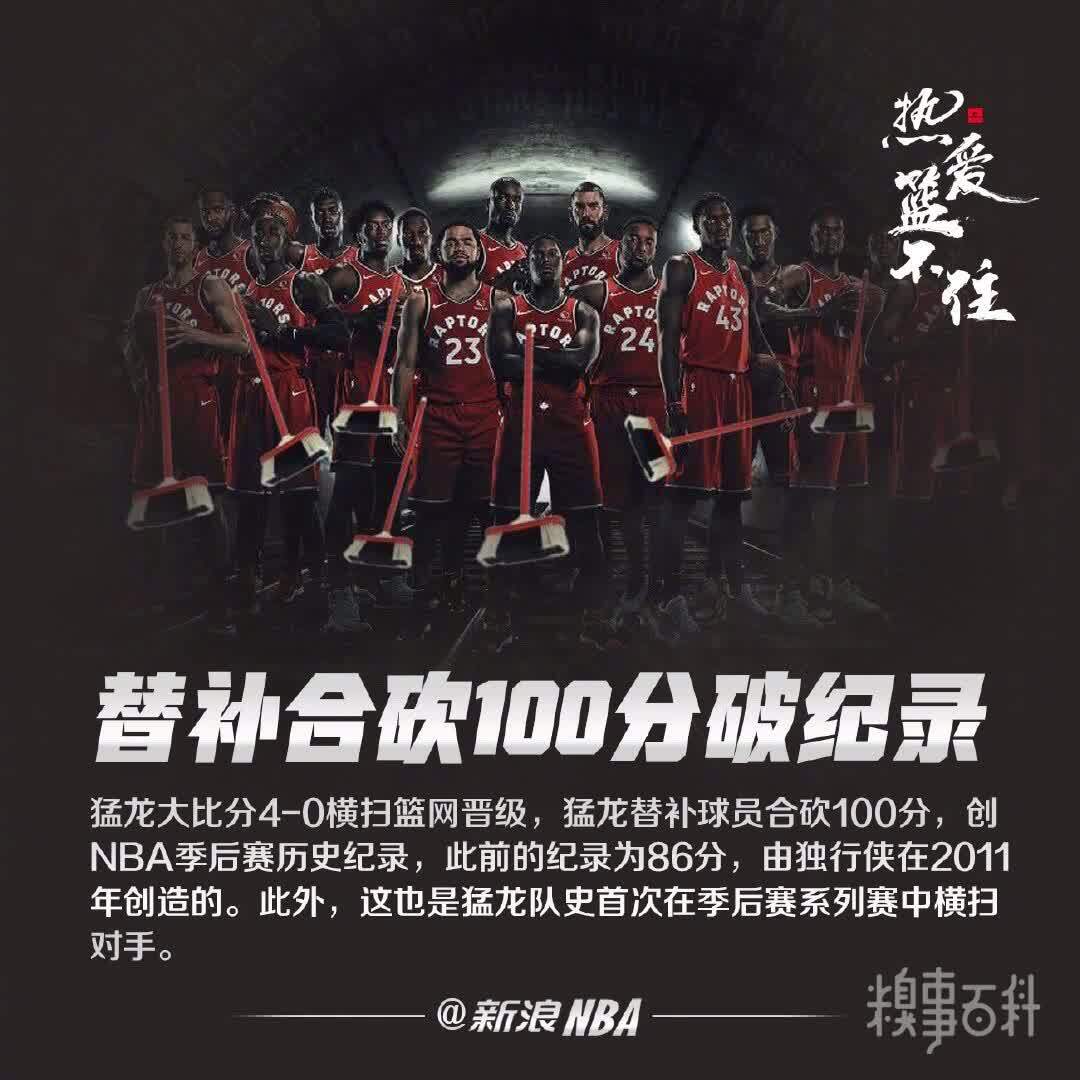 热爱
篮不住
RAPTORS
RAPTORS
RAPTORS
RAPTORS
23
RAPTORS
24
RAPTORS
43
替补合砍100分破纪录
猛龙大比分4-0横扫篮网晋级，猛龙替补球员合砍100分，创
NBA季后赛历史纪录，此前的纪录为86分，由独行侠在2011
年创造的。此外，这也是猛龙队史首次在季后赛系列赛中横扫
对手。
@新浪NBA
糗事百科